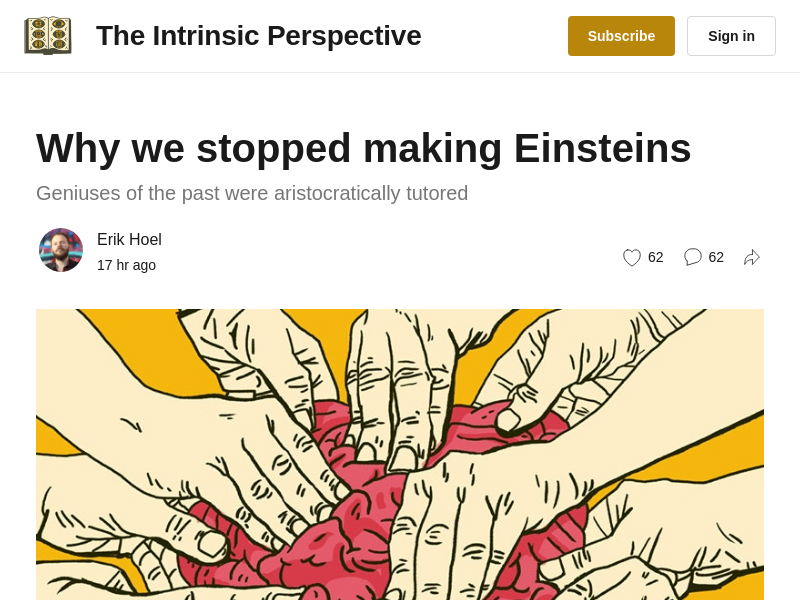 The Intrinsic Perspective
Subscribe
Sign in
Why we stopped making Einsteins
Geniuses of the past were aristocratically tutored
Erik Hoel
17 hr ago
62
62